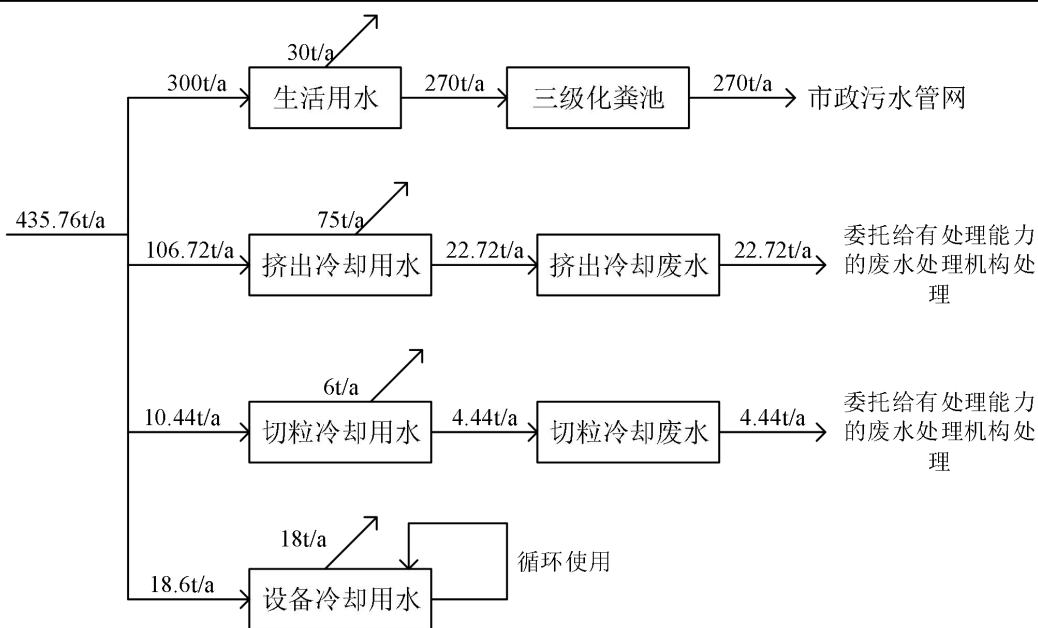 30t/a
300t/a
生活用水
270t/a
三级化粪池
270t/a
市政污水管网
435.76t/a
75t/a
106.72t/a
挤出冷却用水
22.72t/a
挤出冷却废水
22.72t/a
委托给有处理能力
的废水处理机构处
理
6t/a
10.44t/a
切粒冷却用水
4.44t/a
切粒冷却废水
4.44t/a
委托给有处理能力
的废水处理机构处
理
18t/a
循环使用
18.6t/a
设备冷却用水